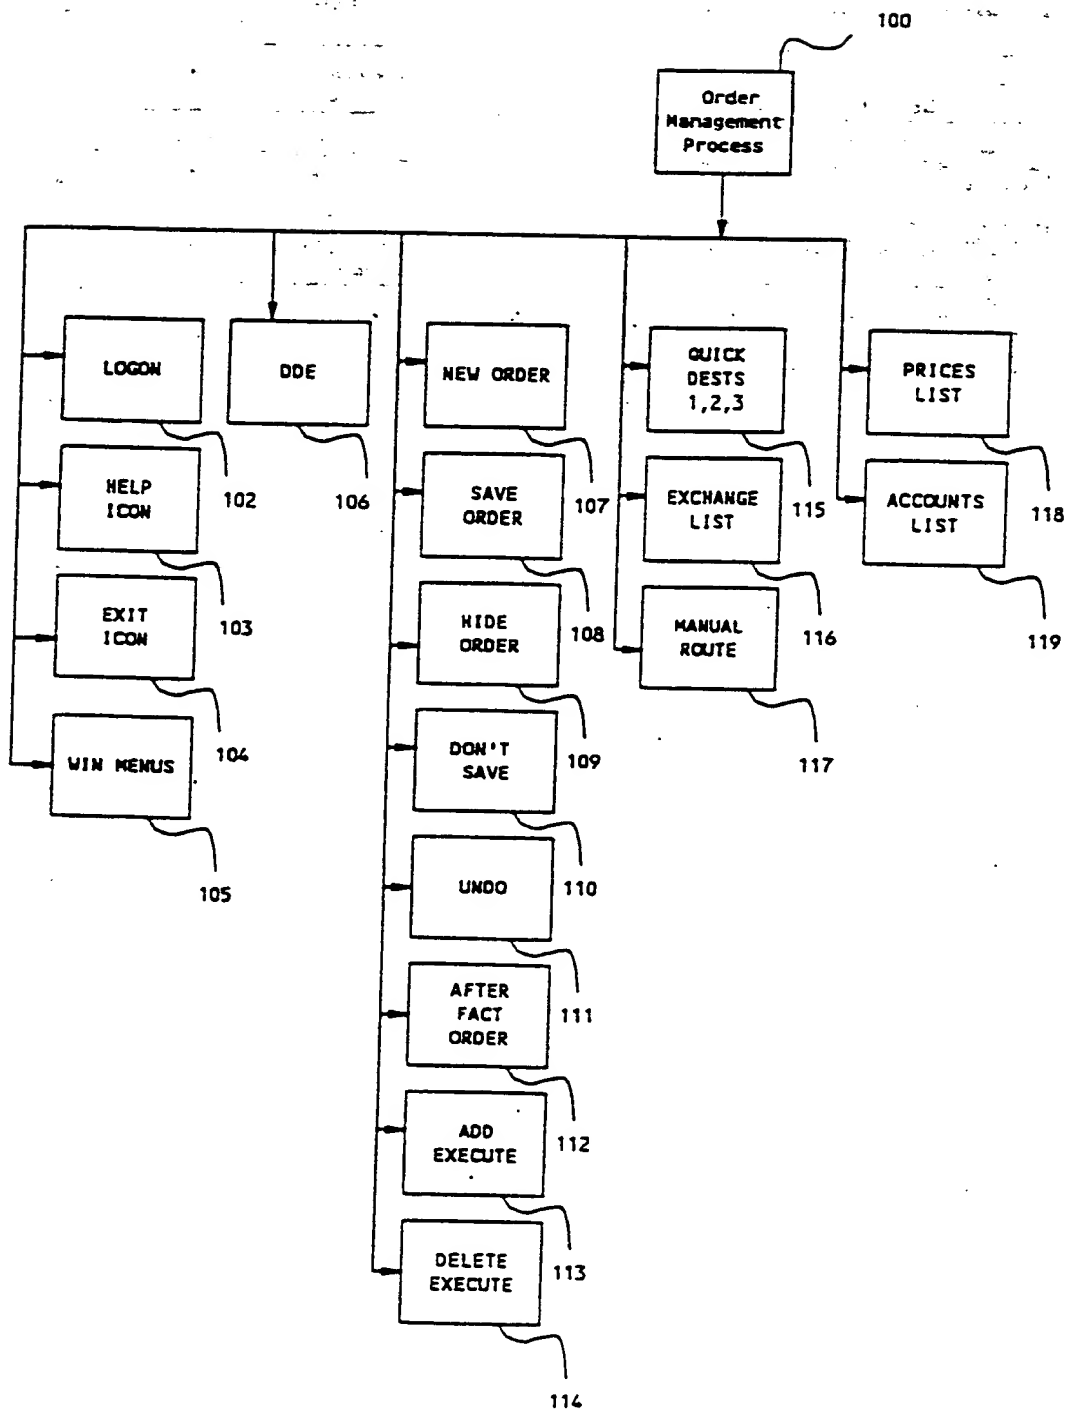 100
Order
Management
Process
LOGON
102
HELP
ICON
103
EXIT
ICON
104
WIN MENUS
105
DDE
106
NEW ORDER
107
SAVE
ORDER
108
HIDE
ORDER
109
DON'T
SAVE
110
UNDO
111
AFTER
FACT
ORDER
112
ADD
EXECUTE
113
DELETE
EXECUTE
114
QUICK
DESTS
1,2,3
115
EXCHANGE
LIST
116
MANUAL
ROUTE
117
PRICES
LIST
118
ACCOUNTS
LIST
119